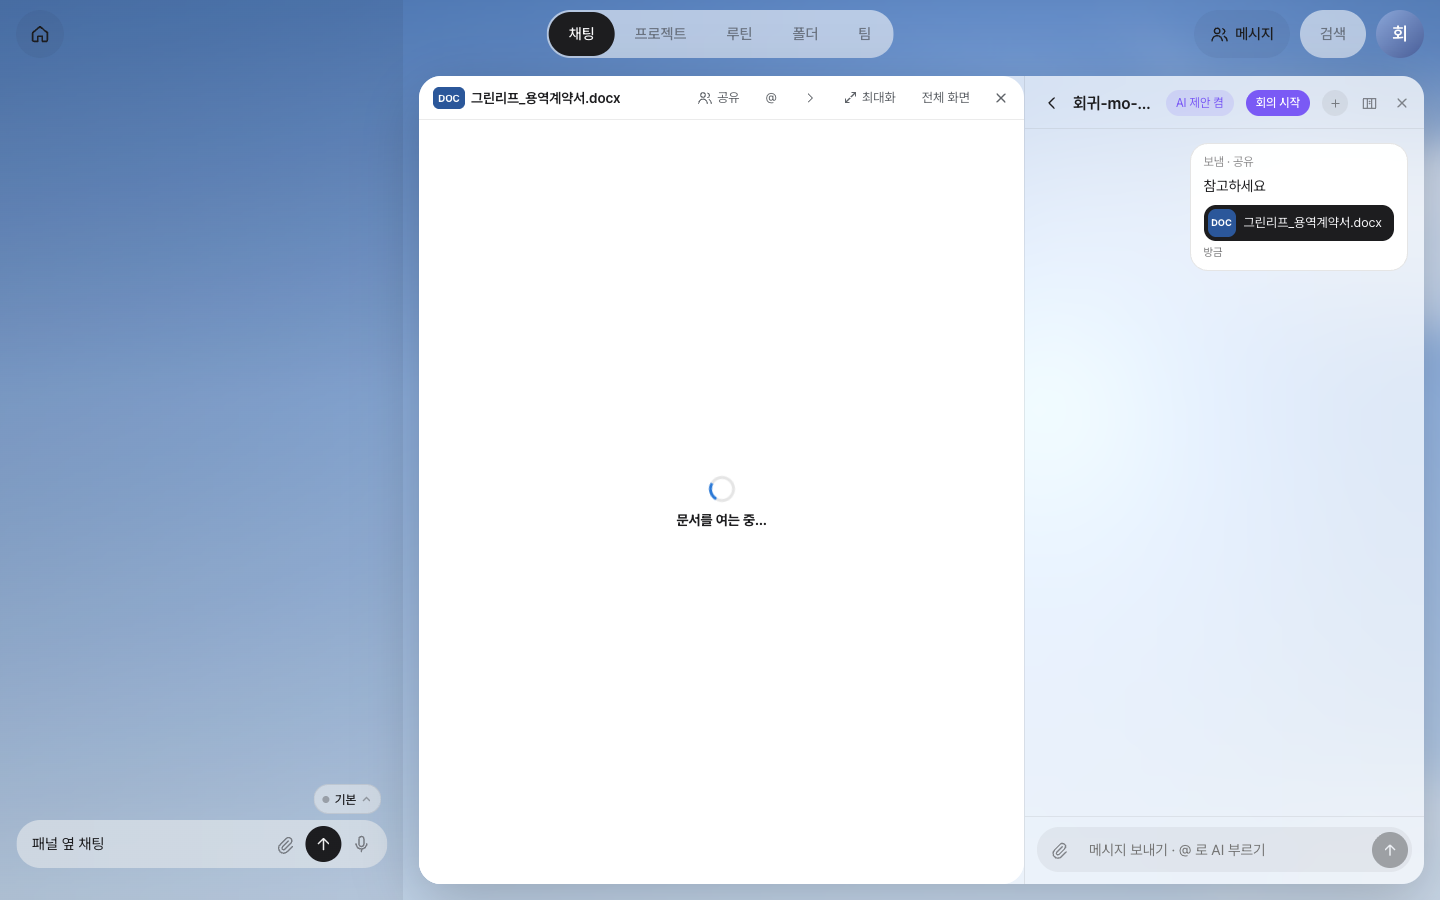 채팅
프로젝트
루틴
폴더
팀
메시지
검색
회
DOC 그린리프_용역계약서.docx
공유
@
최대화
전체 화면
문서를 여는 중...
회귀-mo-...
AI 제안 켬
회의 시작
보냄 · 공유
참고하세요
DOC 그린리프_용역계약서.docx
방금
메시지 보내기 · @ 로 AI 부르기
기본
패널 옆 채팅